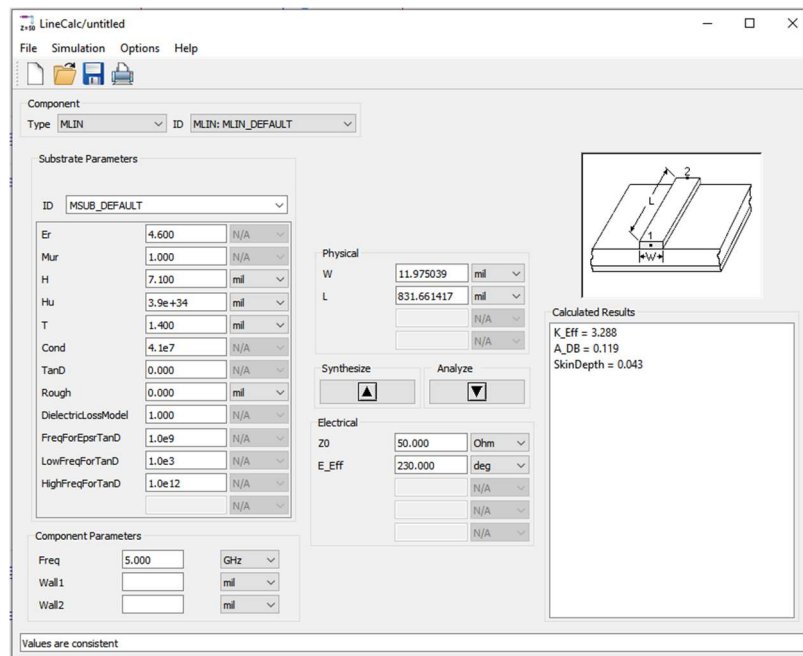 Z=50 LineCalc/untitled
File Simulation Options Help
Component
Type MLIN ID MLIN: MLIN_DEFAULT
Substrate Parameters
ID MSUB_DEFAULT
Er 4.600 N/A
Mur 1.000 N/A
H 7.100 mil
Hu 3.9e+34 mil
T 1.400 mil
Cond 4.1e7 N/A
TanD 0.000 N/A
Rough 0.000 mil
DielectricLossModel 1.000 N/A
FreqForEpsrTanD 1.0e9 N/A
LowFreqForTanD 1.0e3 N/A
HighFreqForTanD 1.0e12 N/A
N/A
Component Parameters
Freq 5.000 GHz
Wall1 mil
Wall2 mil
Physical
W 11.975039 mil
L 831.661417 mil
N/A
N/A
Synthesize Analyze
Electrical
Z0 50.000 Ohm
E_Eff 230.000 deg
N/A
N/A
N/A
2
L
1
W
Calculated Results
K_Eff = 3.288
A_DB = 0.119
SkinDepth = 0.043
Values are consistent